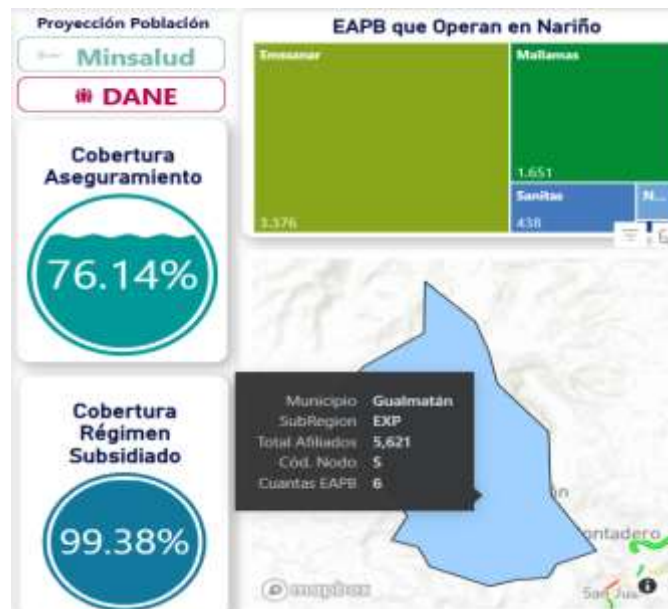 Proyección Población
Minsalud
DANE
Cobertura
Aseguramiento
76.14%
Cobertura
Régimen
Subsidiado
99.38%
EAPB que Operan en Nariño
Emssanar
3.376
Mallamas
1.651
Sanitas
438
N...
Municipio Gualmatán
SubRegion EXP
Total Afiliados 5,621
Cód. Nodo 5
Cuantas EAPB 6
ontadero
mapbox